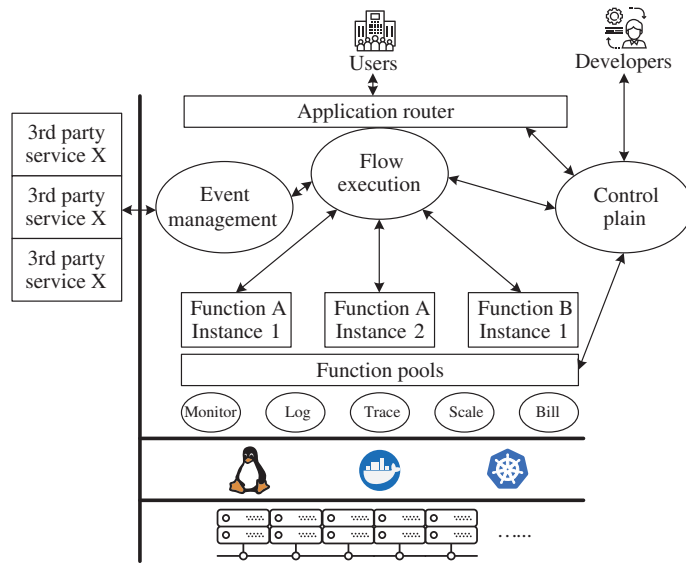 Users
Developers
Application router
3rd party
service X
3rd party
service X
3rd party
service X
Event
management
Flow
execution
Control
plain
Function A
Instance 1
Function A
Instance 2
Function B
Instance 1
Function pools
Monitor
Log
Trace
Scale
Bill
......